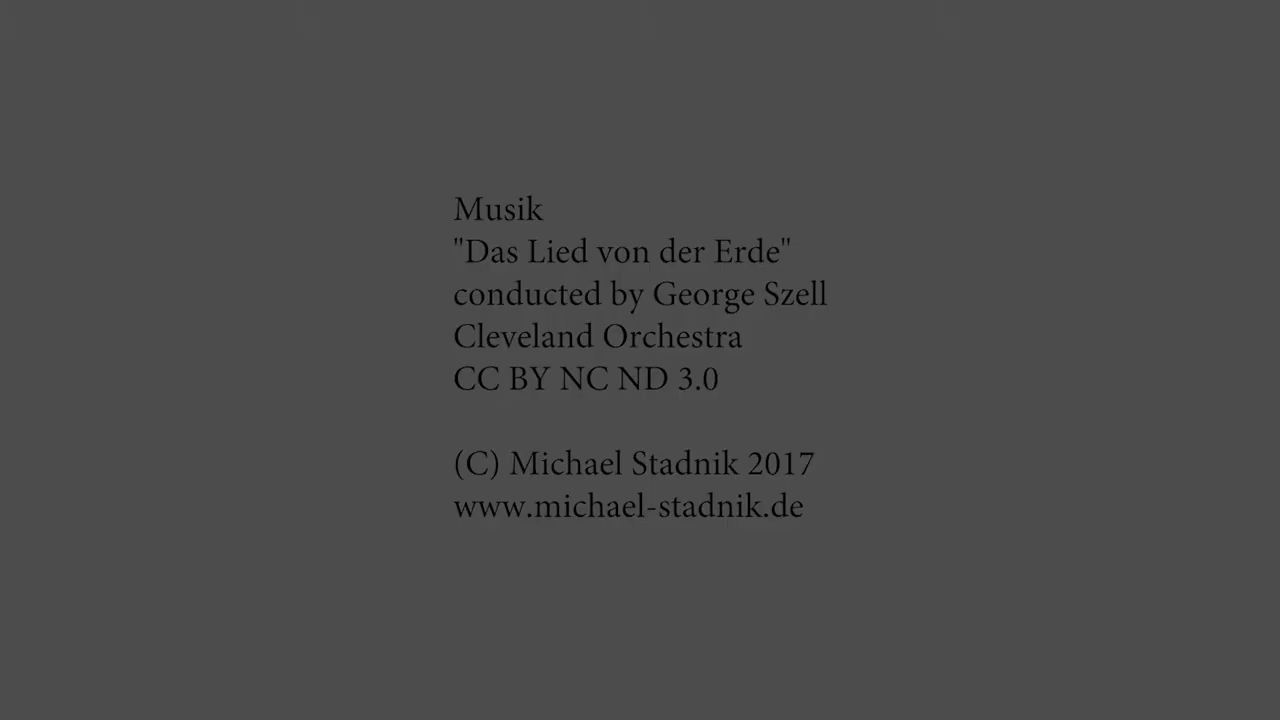 Musik
"Das Lied von der Erde"
conducted by George Szell
Cleveland Orchestra
CC BY NC ND 3.0
(C) Michael Stadnik 2017
www.michael-stadnik.de